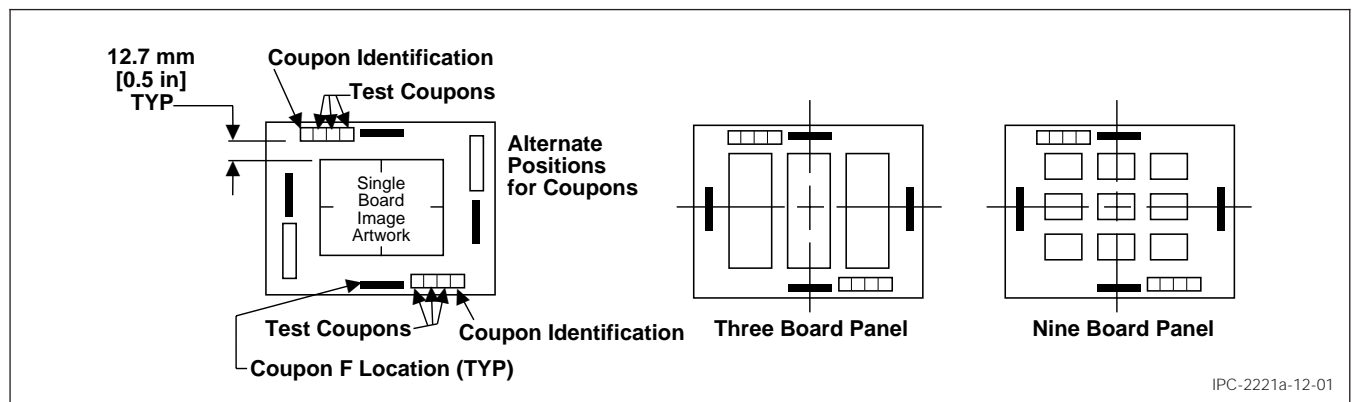 12.7 mm
[0.5 in]
TYP
Coupon Identification
Test Coupons
Alternate
Positions
for Coupons
Single
Board
Image
Artwork
Test Coupons
Coupon Identification
Coupon F Location (TYP)
Three Board Panel
Nine Board Panel
IPC-2221a-12-01